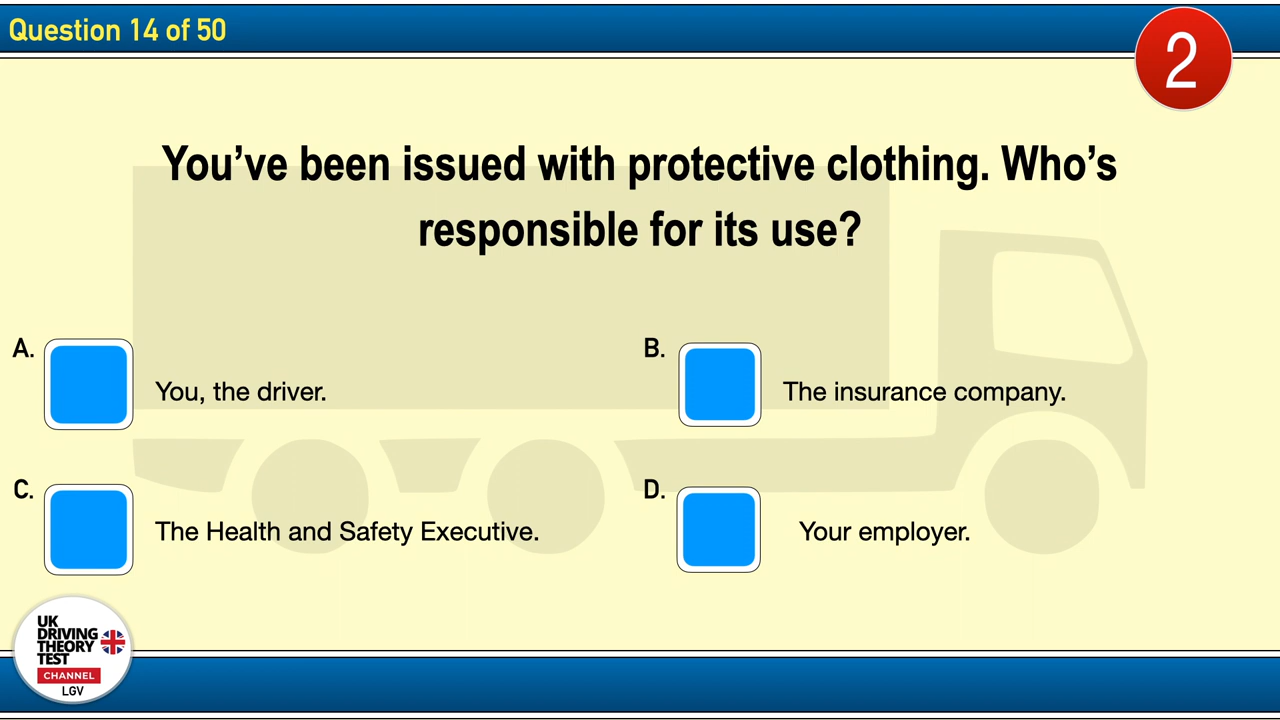 Question 14 of 50
2
You’ve been issued with protective clothing. Who’s
responsible for its use?
A.
You, the driver.
B.
The insurance company.
C.
The Health and Safety Executive.
D.
Your employer.
UK
DRIVING
THEORY
TEST
CHANNEL
LGV